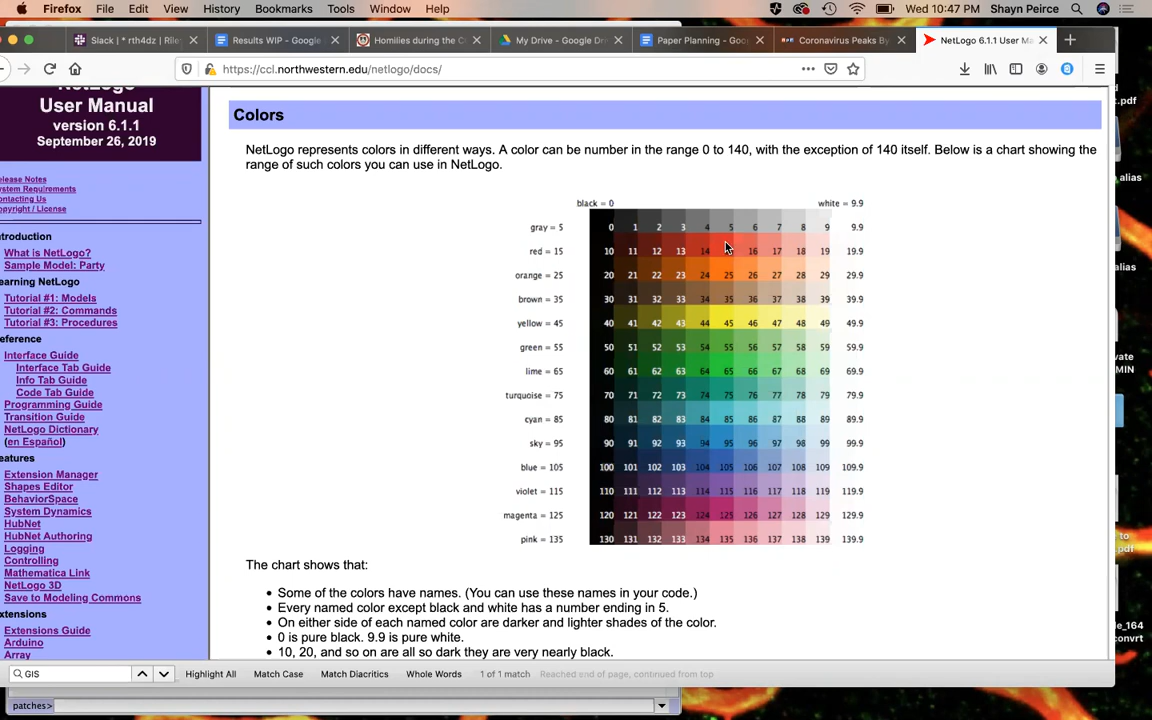 Firefox File Edit View History Bookmarks Tools Window Help Wed 10:47 PM Shayn Peirce
Slack | * rth4dz | Riley Results WIP - Google D Homilies during the C My Drive - Google Dri Paper Planning - Goo Coronavirus Peaks By NetLogo 6.1.1 User Ma
https://ccl.northwestern.edu/netlogo/docs/
NetLogo
User Manual
version 6.1.1
September 26, 2019
elease Notes
ystem Requirements
ontacting Us
opyright / License
ntroduction
What is NetLogo?
Sample Model: Party
earning NetLogo
Tutorial #1: Models
Tutorial #2: Commands
Tutorial #3: Procedures
eference
Interface Guide
Interface Tab Guide
Info Tab Guide
Code Tab Guide
Programming Guide
Transition Guide
NetLogo Dictionary
(en Español)
eatures
Extension Manager
Shapes Editor
BehaviorSpace
System Dynamics
HubNet
HubNet Authoring
Logging
Controlling
Mathematica Link
NetLogo 3D
Save to Modeling Commons
xtensions
Extensions Guide
Arduino
Array
Colors
NetLogo represents colors in different ways. A color can be number in the range 0 to 140, with the exception of 140 itself. Below is a chart showing the
range of such colors you can use in NetLogo.
black = 0 white = 9.9
gray = 5 0 1 2 3 4 5 6 7 8 9 9.9
red = 15 10 11 12 13 14 16 17 18 19 19.9
orange = 25 20 21 22 23 24 25 26 27 28 29 29.9
brown = 35 30 31 32 33 34 35 36 37 38 39 39.9
yellow = 45 40 41 42 43 44 45 46 47 48 49 49.9
green = 55 50 51 52 53 54 55 56 57 58 59 59.9
lime = 65 60 61 62 63 64 65 66 67 68 69 69.9
turquoise = 75 70 71 72 73 74 75 76 77 78 79 79.9
cyan = 85 80 81 82 83 84 85 86 87 88 89 89.9
sky = 95 90 91 92 93 94 95 96 97 98 99 99.9
blue = 105 100 101 102 103 104 105 106 107 108 109 109.9
violet = 115 110 111 112 113 114 115 116 117 118 119 119.9
magenta = 125 120 121 122 123 124 125 126 127 128 129 129.9
pink = 135 130 131 132 133 134 135 136 137 138 139 139.9
The chart shows that:
• Some of the colors have names. (You can use these names in your code.)
• Every named color except black and white has a number ending in 5.
• On either side of each named color are darker and lighter shades of the color.
• 0 is pure black. 9.9 is pure white.
• 10, 20, and so on are all so dark they are very nearly black.
GIS Highlight All Match Case Match Diacritics Whole Words 1 of 1 match Reached end of page, continued from top
patches>
t.pdf
alias
alias
vate
MIN
to
.pdf
le_164
convrt